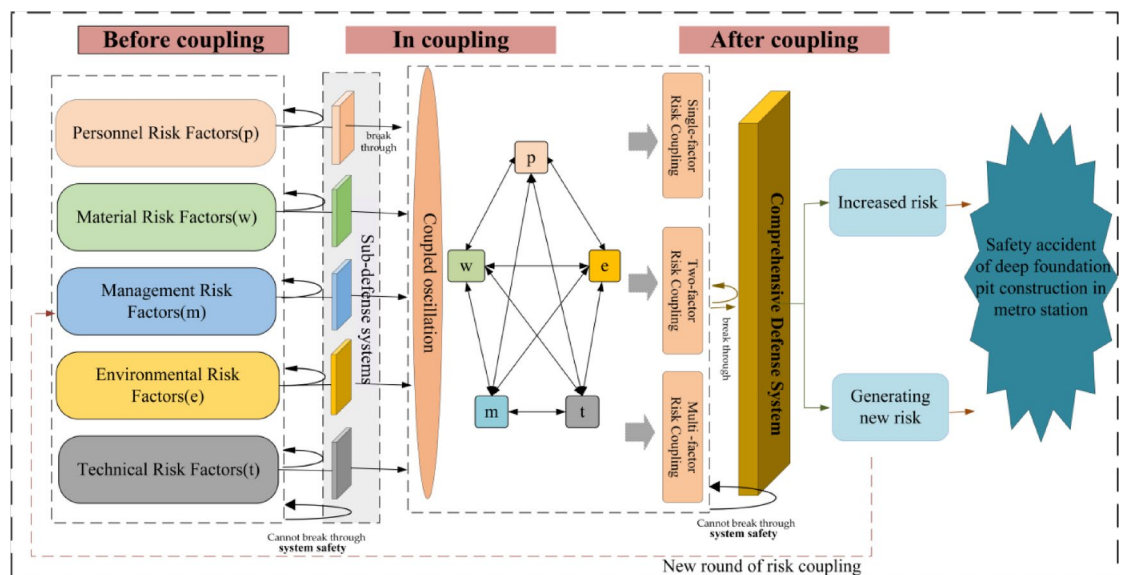 Before coupling
In coupling
After coupling
Personnel Risk Factors(p)
Material Risk Factors(w)
Management Risk
Factors(m)
Environmental Risk
Factors(e)
Technical Risk Factors(t)
break
through
Sub-defense systems
Cannot break through
system safety
Coupled oscillation
p
w
e
m
t
Single-factor
Risk Coupling
Two-factor
Risk Coupling
Multi -factor
Risk Coupling
break through
Cannot break through
system safety
Comprehensive Defense System
Increased risk
Generating
new risk
Safety accident
of deep foundation
pit construction in
metro station
New round of risk coupling